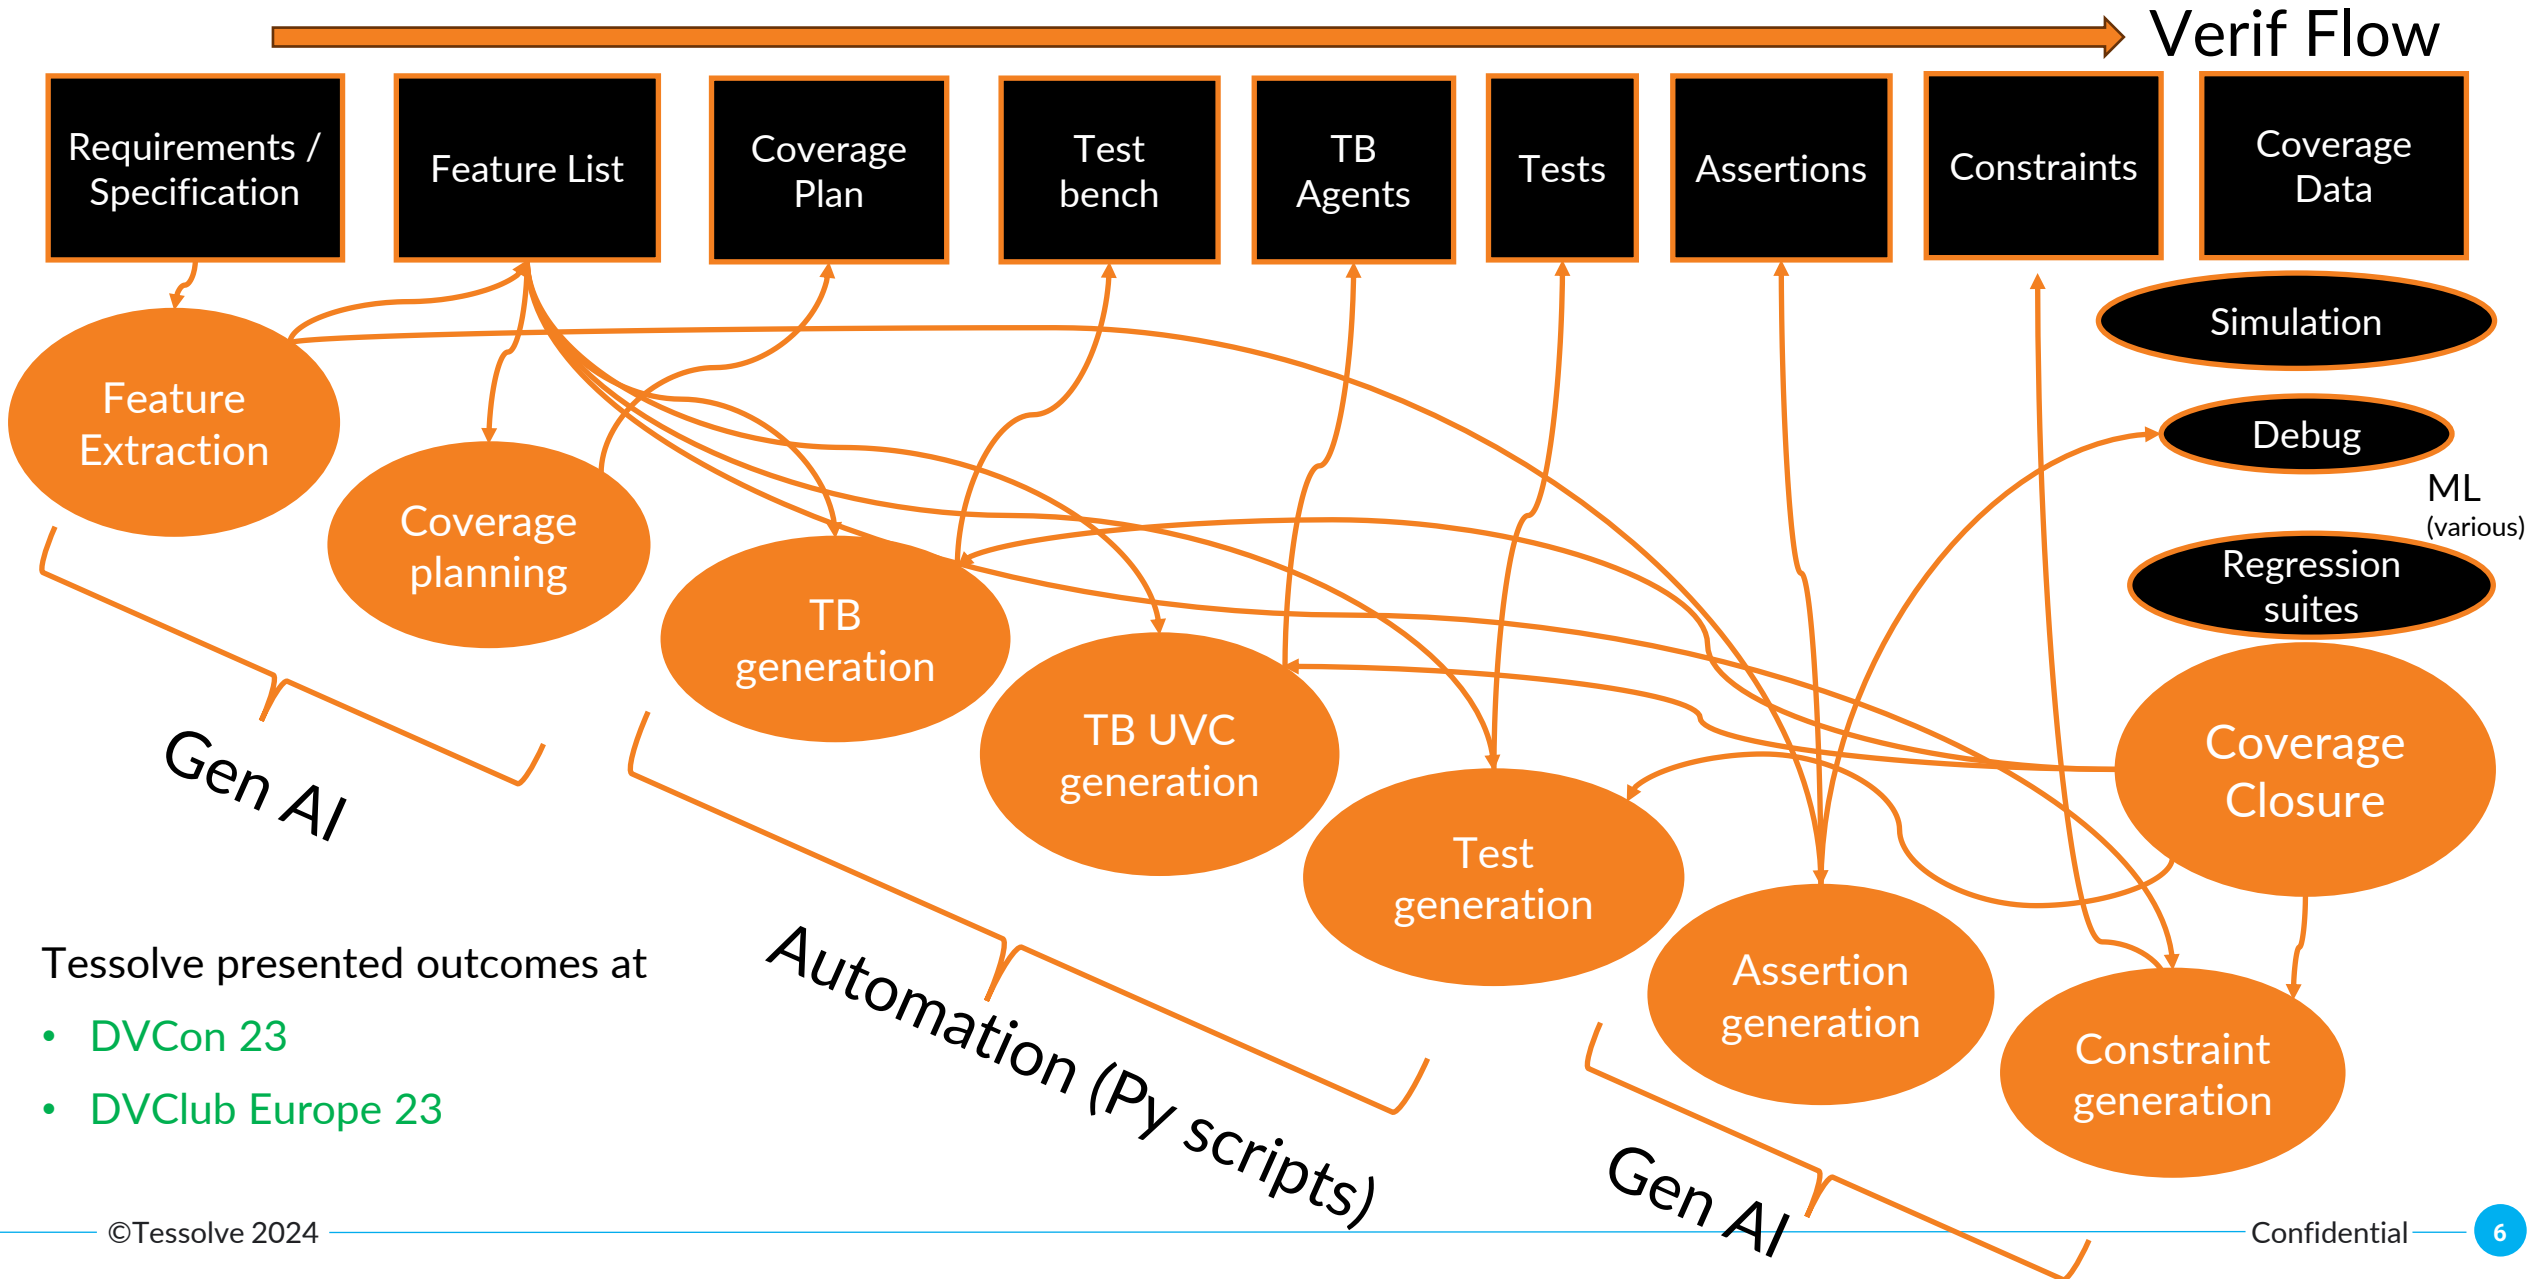 Verif Flow
Requirements /
Specification
Feature List
Coverage
Plan
Test
bench
TB
Agents
Tests
Assertions
Constraints
Coverage
Data
Simulation
Debug
ML
(various)
Regression
suites
Feature
Extraction
Coverage
planning
TB
generation
TB UVC
generation
Test
generation
Assertion
generation
Constraint
generation
Coverage
Closure
Gen AI
Automation (Py scripts)
Gen AI
Tessolve presented outcomes at
• DVCon 23
• DVClub Europe 23
©Tessolve 2024
Confidential
6